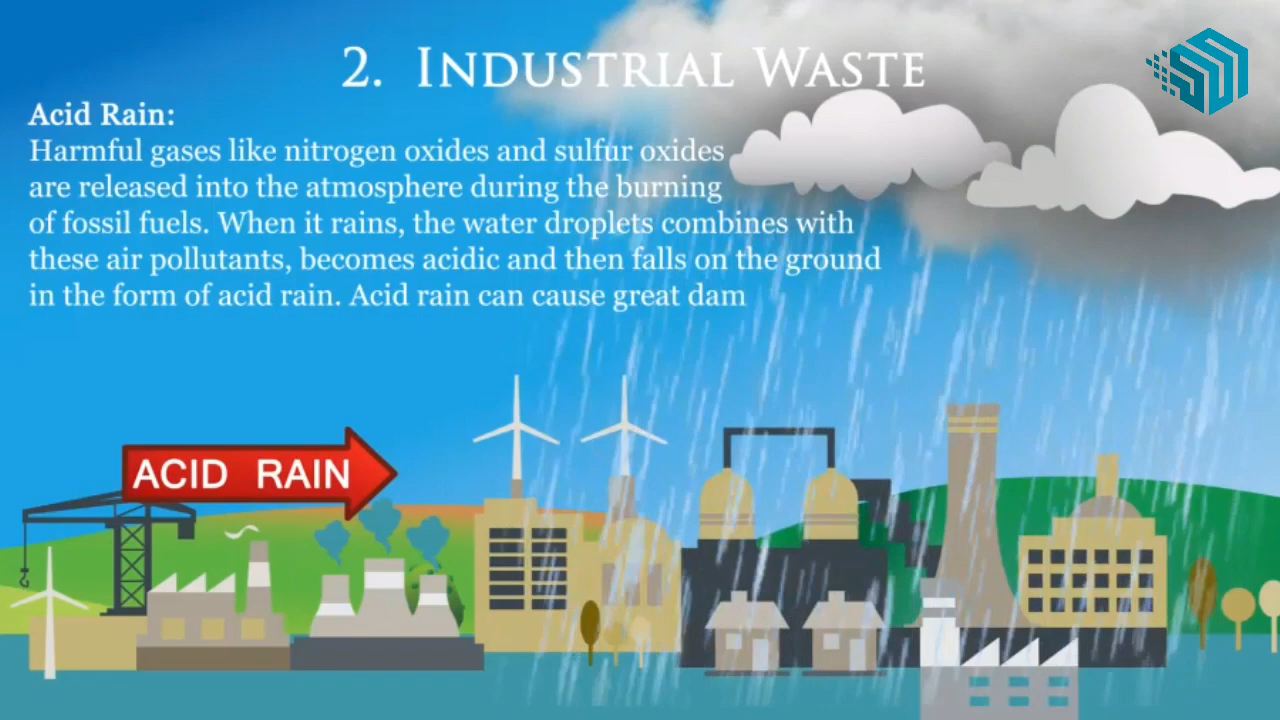 2. Industrial Waste
Acid Rain:
Harmful gases like nitrogen oxides and sulfur oxides
are released into the atmosphere during the burning
of fossil fuels. When it rains, the water droplets combines with
these air pollutants, becomes acidic and then falls on the ground
in the form of acid rain. Acid rain can cause great dam
ACID RAIN